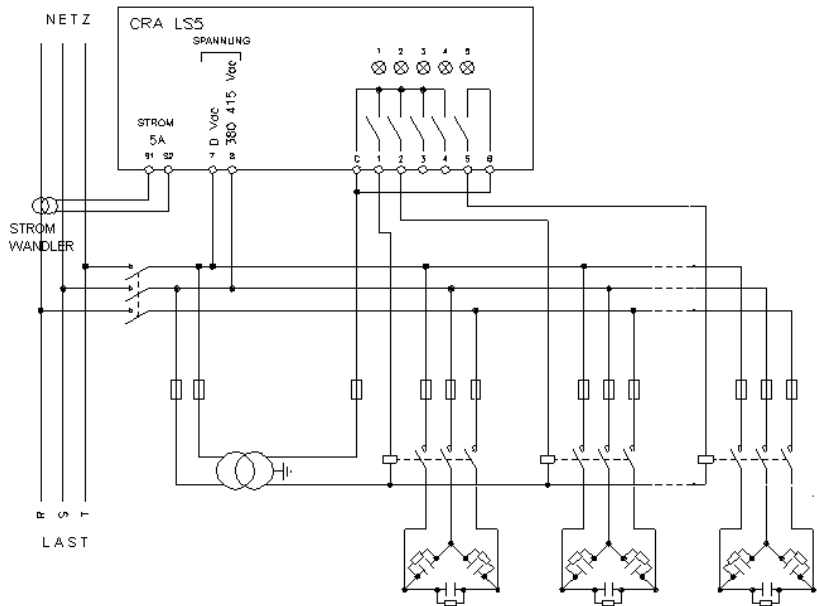 NETZ
CRA LS5
SPANNUNG
1 2 3 4 5
0 Vac
380 415 Vac
STROM
5A
S1 S2 7 8 C 1 2 3 4 5 6
STROM
WANDLER
R S T
LAST